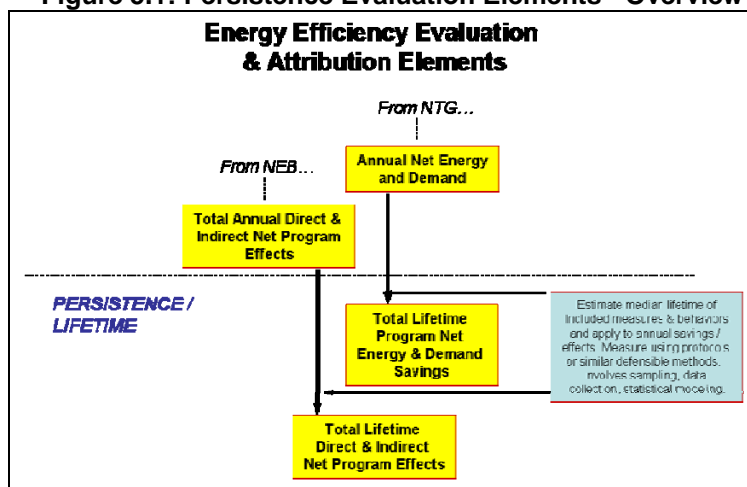 Figure 5.1: Persistence Evaluation Elements - Overview
Energy Efficiency Evaluation
& Attribution Elements
From NTG...
From NEB...
Annual Net Energy
and Demand
Total Annual Direct &
Indirect Net Program
Effects
PERSISTENCE /
LIFETIME
Total Lifetime
Program Net
Energy & Demand
Savings
Estimate median lifetime of
Included measures & behaviors
and apply to annual savings /
effects. Measure using protocols
or similar defensible methods.
Involves sampling, data
collection, statistical modeling.
Total Lifetime
Direct & Indirect
Net Program Effects